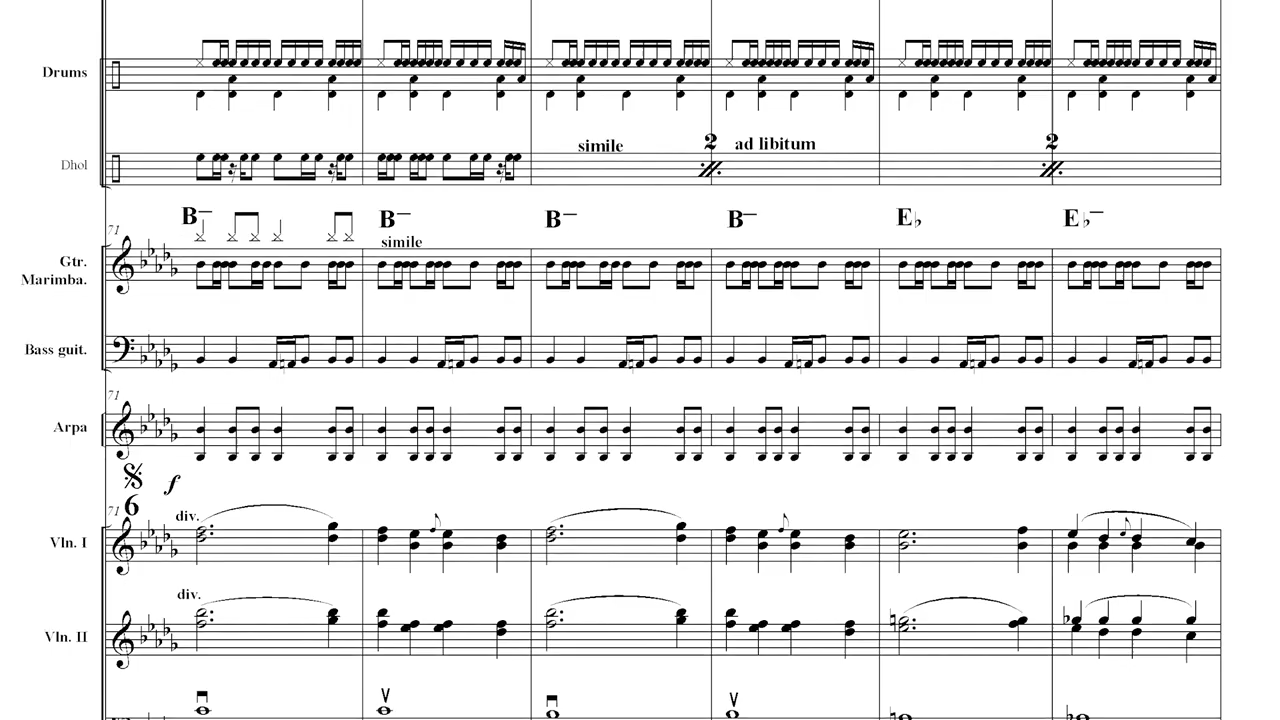 Drums
simile
2
ad libitum
2
Dhol
B–
B–
B–
B–
E♭
E♭–
71
simile
Gtr.
Marimba.
Bass guit.
71
Arpa
f
6
71
div.
Vln. I
div.
Vln. II